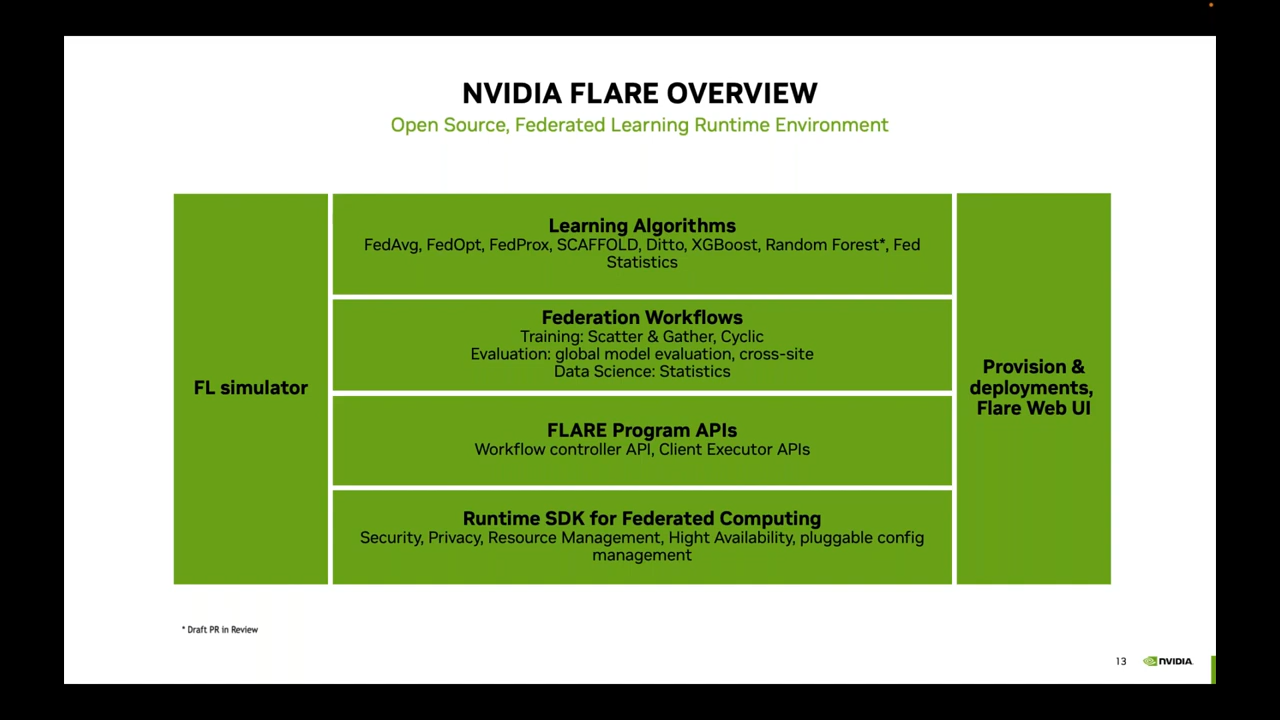 NVIDIA FLARE OVERVIEW
Open Source, Federated Learning Runtime Environment
FL simulator
Learning Algorithms
FedAvg, FedOpt, FedProx, SCAFFOLD, Ditto, XGBoost, Random Forest*, Fed
Statistics
Federation Workflows
Training: Scatter & Gather, Cyclic
Evaluation: global model evaluation, cross-site
Data Science: Statistics
FLARE Program APIs
Workflow controller API, Client Executor APIs
Runtime SDK for Federated Computing
Security, Privacy, Resource Management, Hight Availability, pluggable config
management
Provision &
deployments,
Flare Web UI
* Draft PR in Review
13
NVIDIA.